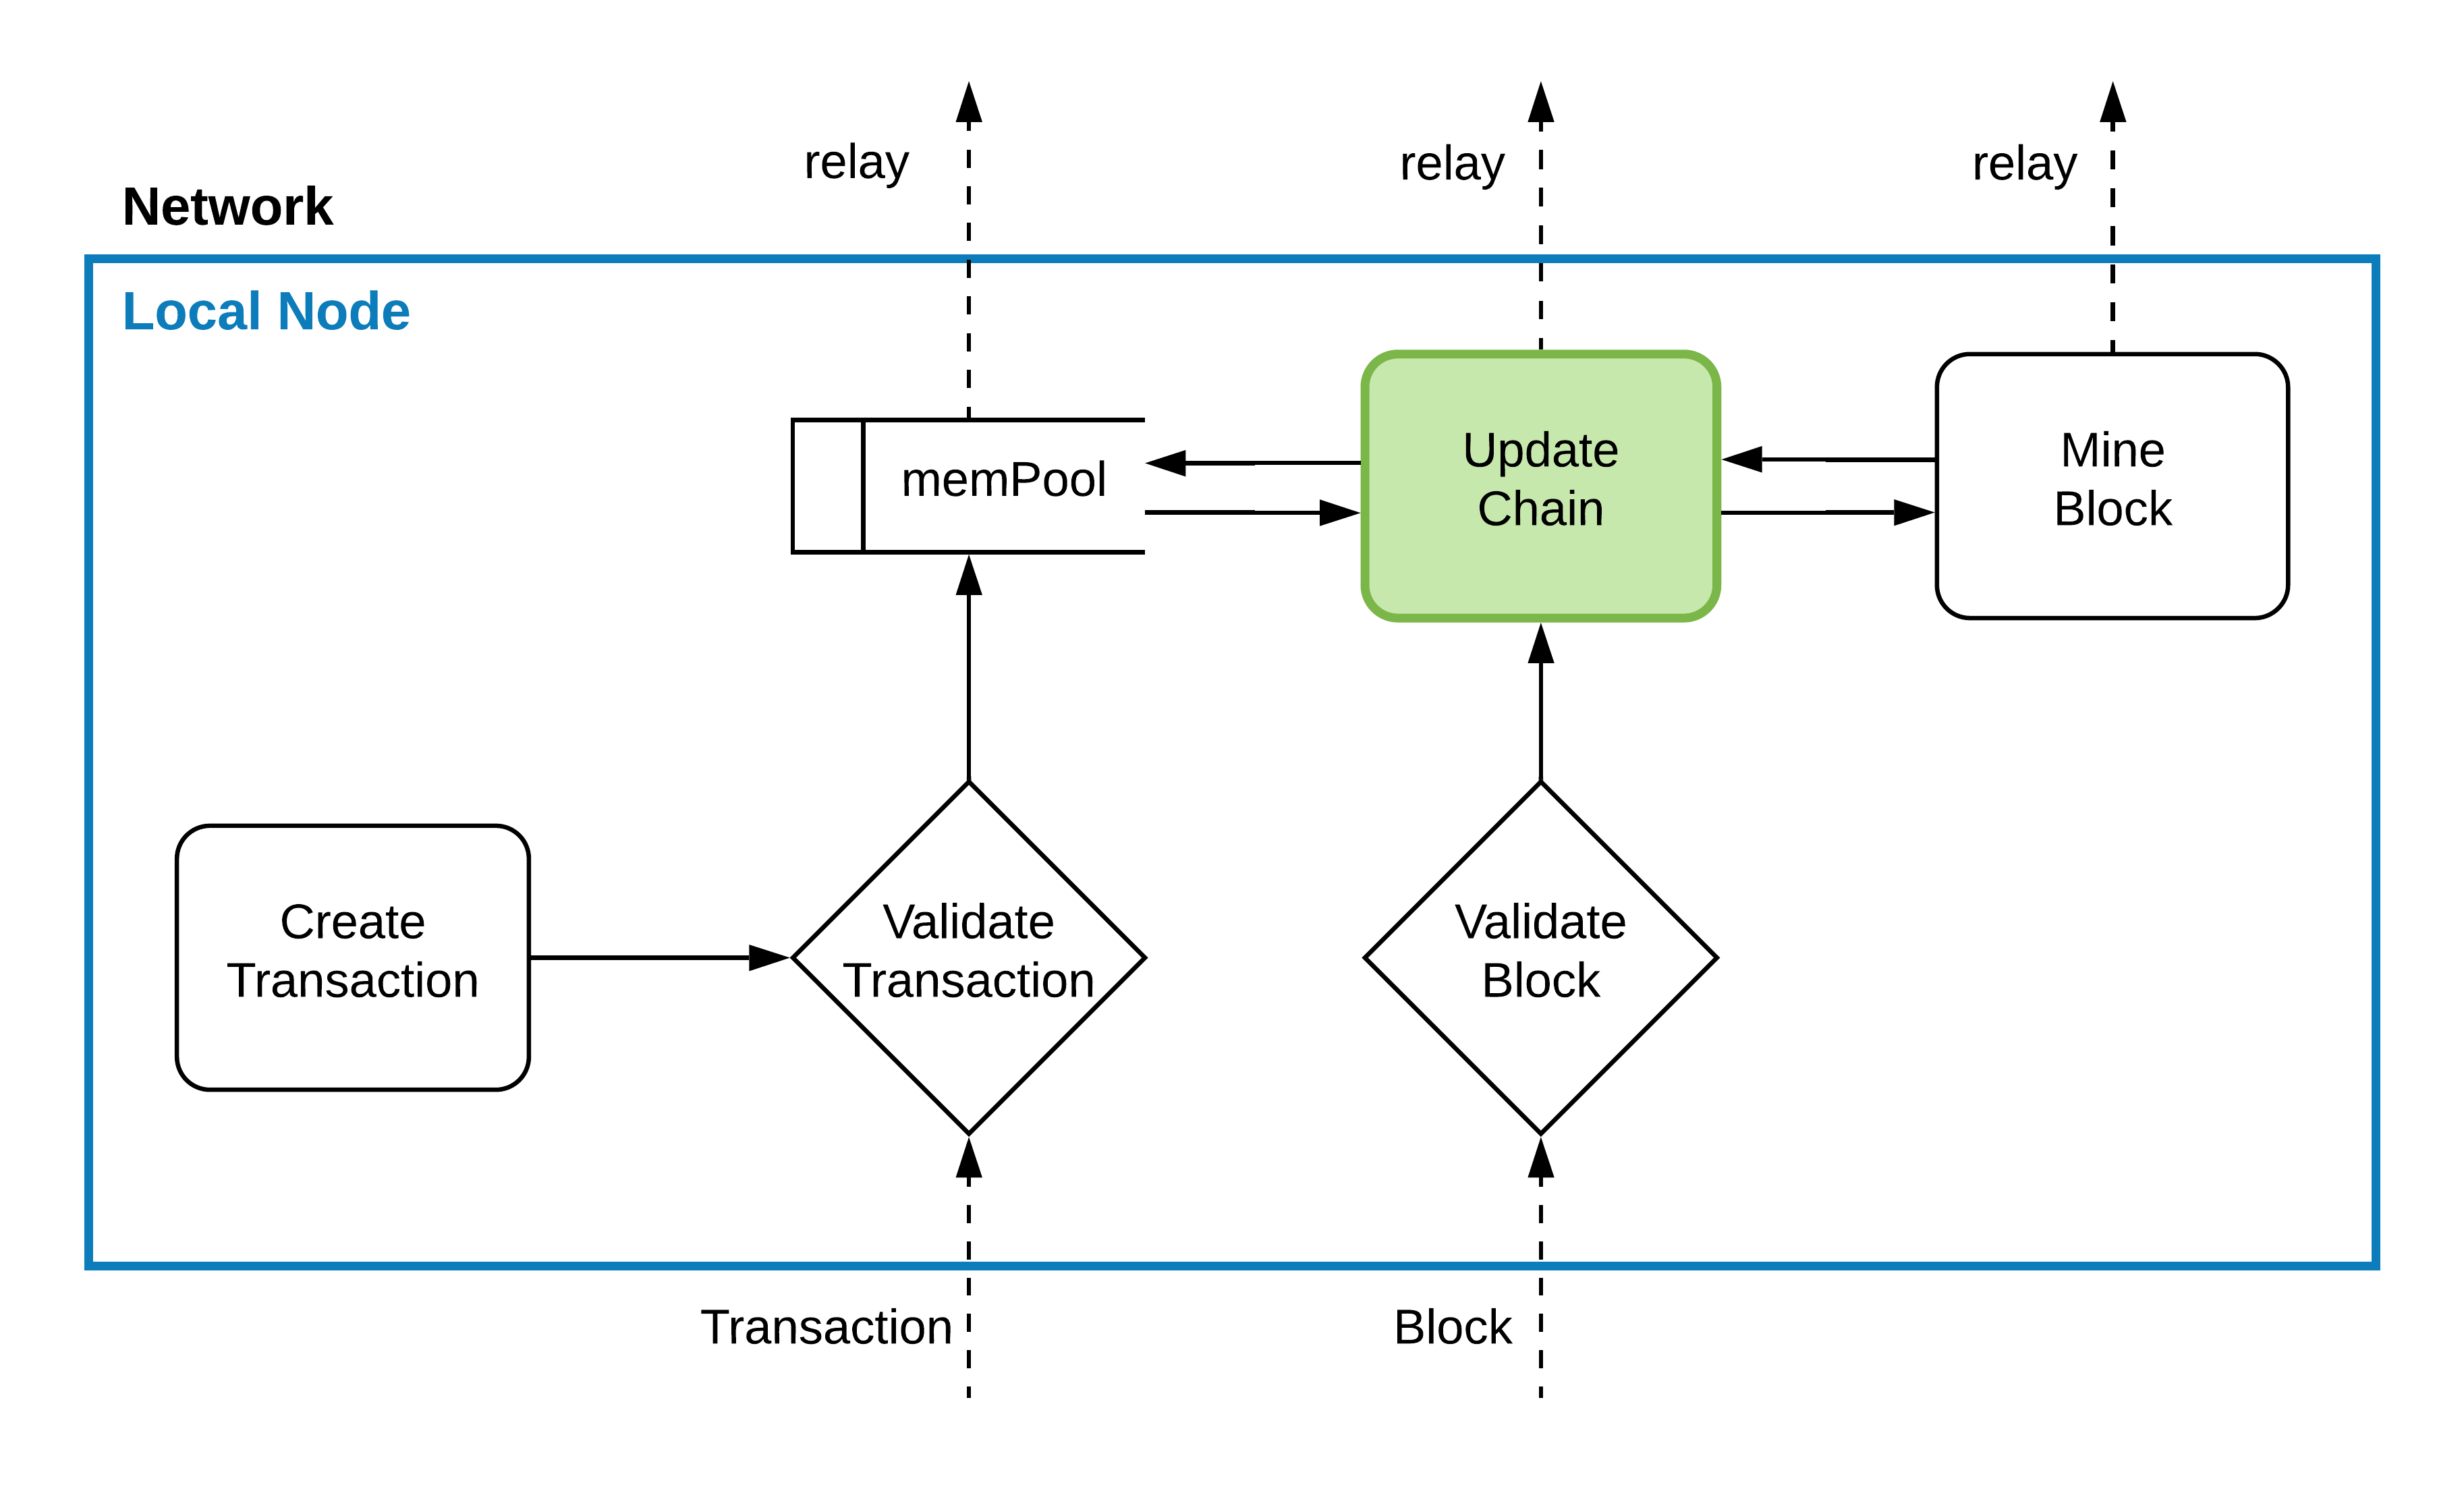 relay
relay
relay
Network
Local Node
memPool
Update
Chain
Mine
Block
Create
Transaction
Validate
Transaction
Validate
Block
Transaction
Block